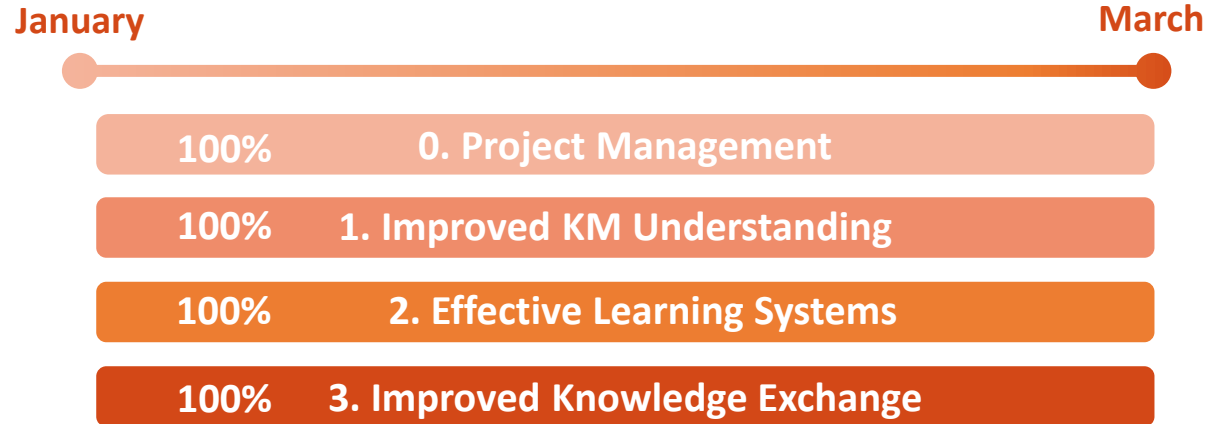 January
March
100% 0. Project Management
100% 1. Improved KM Understanding
100% 2. Effective Learning Systems
100% 3. Improved Knowledge Exchange